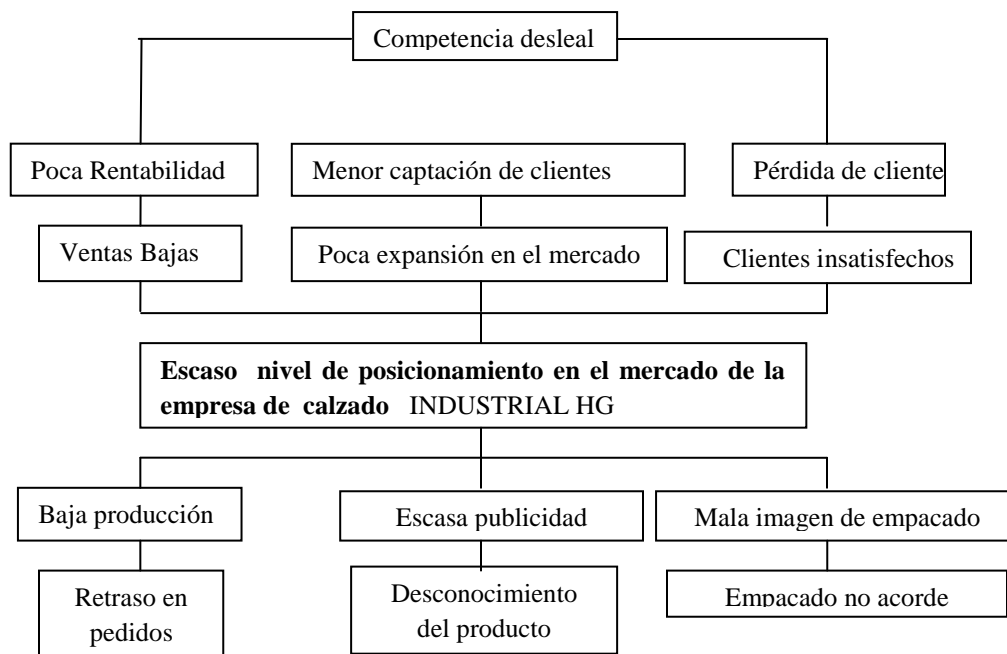 Competencia desleal
Poca Rentabilidad
Menor captación de clientes
Pérdida de cliente
Ventas Bajas
Poca expansión en el mercado
Clientes insatisfechos
Escaso nivel de posicionamiento en el mercado de la
empresa de calzado INDUSTRIAL HG
Baja producción
Escasa publicidad
Mala imagen de empacado
Retraso en
pedidos
Desconocimiento
del producto
Empacado no acorde